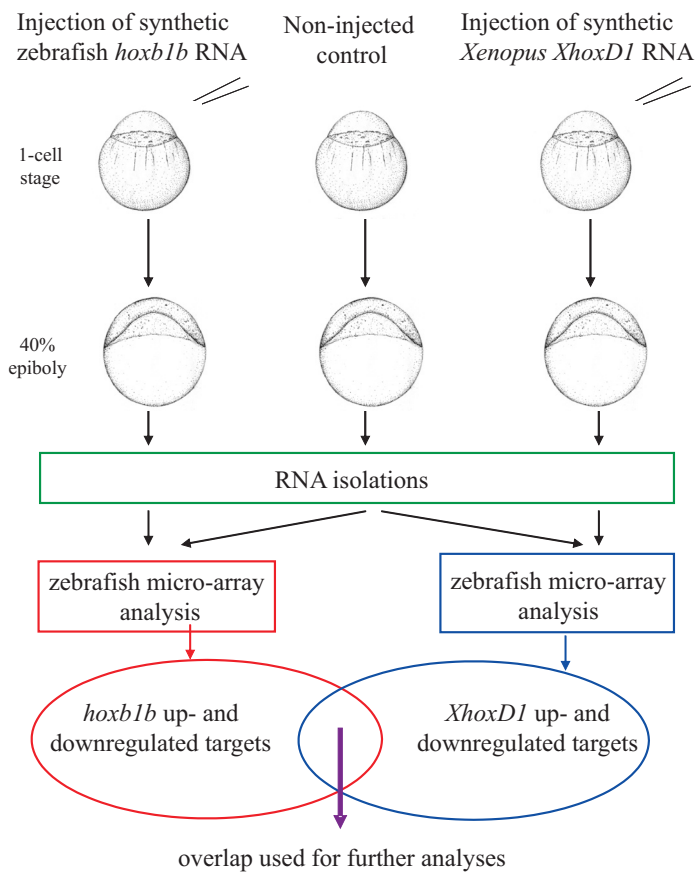 Injection of synthetic
zebrafish hoxb1b RNA
Non-injected
control
Injection of synthetic
Xenopus XhoxD1 RNA
1-cell
stage
40%
epiboly
RNA isolations
zebrafish micro-array
analysis
zebrafish micro-array
analysis
hoxb1b up- and
downregulated targets
XhoxD1 up- and
downregulated targets
overlap used for further analyses